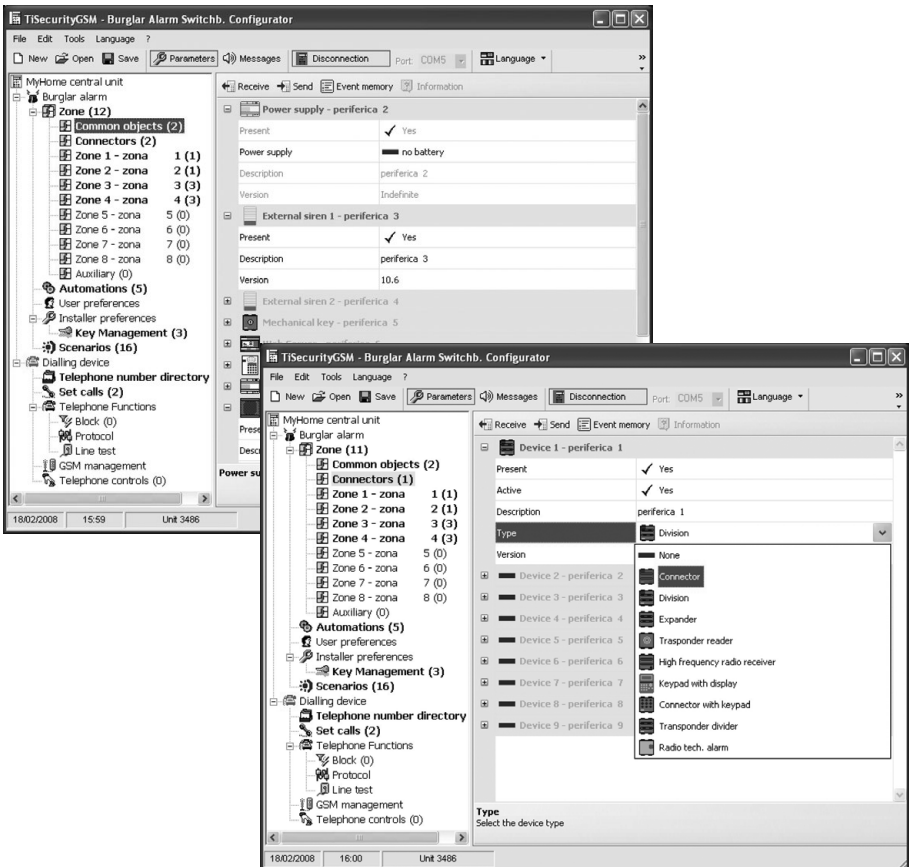 TiSecurityGSM - Burglar Alarm Switchb. Configurator
File Edit Tools Language ?
New Open Save Parameters Messages Disconnection Port: COM5 Language »
MyHome central unit
Burglar alarm
Zone (12)
Common objects (2)
Connectors (2)
Zone 1 - zona 1 (1)
Zone 2 - zona 2 (1)
Zone 3 - zona 3 (3)
Zone 4 - zona 4 (3)
Zone 5 - zona 5 (0)
Zone 6 - zona 6 (0)
Zone 7 - zona 7 (0)
Zone 8 - zona 8 (0)
Auxiliary (0)
Automations (5)
User preferences
Installer preferences
Key Management (3)
Scenarios (16)
Dialling device
Telephone number directory
Set calls (2)
Telephone Functions
Block (0)
Protocol
Line test
GSM management
Telephone controls (0)
Receive Send Event memory Information
Power supply - periferica 2
Present Yes
Power supply no battery
Description periferica 2
Version Indefinite
External siren 1 - periferica 3
Present Yes
Description periferica 3
Version 10.6
External siren 2 - periferica 4
Mechanical key - periferica 5
Prese
Descr
Power su
18/02/2008 15:59 Unit 3486
TiSecurityGSM - Burglar Alarm Switchb. Configurator
File Edit Tools Language ?
New Open Save Parameters Messages Disconnection Port: COM5 Language »
MyHome central unit
Burglar alarm
Zone (11)
Common objects (2)
Connectors (1)
Zone 1 - zona 1 (1)
Zone 2 - zona 2 (1)
Zone 3 - zona 3 (3)
Zone 4 - zona 4 (3)
Zone 5 - zona 5 (0)
Zone 6 - zona 6 (0)
Zone 7 - zona 7 (0)
Zone 8 - zona 8 (0)
Auxiliary (0)
Automations (5)
User preferences
Installer preferences
Key Management (3)
Scenarios (16)
Dialling device
Telephone number directory
Set calls (2)
Telephone Functions
Block (0)
Protocol
Line test
GSM management
Telephone controls (0)
Receive Send Event memory Information
Device 1 - periferica 1
Present Yes
Active Yes
Description periferica 1
Type Division
Version
None
Connector
Division
Expander
Trasponder reader
High frequency radio receiver
Keypad with display
Connector with keypad
Transponder divider
Radio tech. alarm
Device 2 - periferica 2
Device 3 - periferica 3
Device 4 - periferica 4
Device 5 - periferica 5
Device 6 - periferica 6
Device 7 - periferica 7
Device 8 - periferica 8
Device 9 - periferica 9
Type
Select the device type
18/02/2008 16:00 Unit 3486